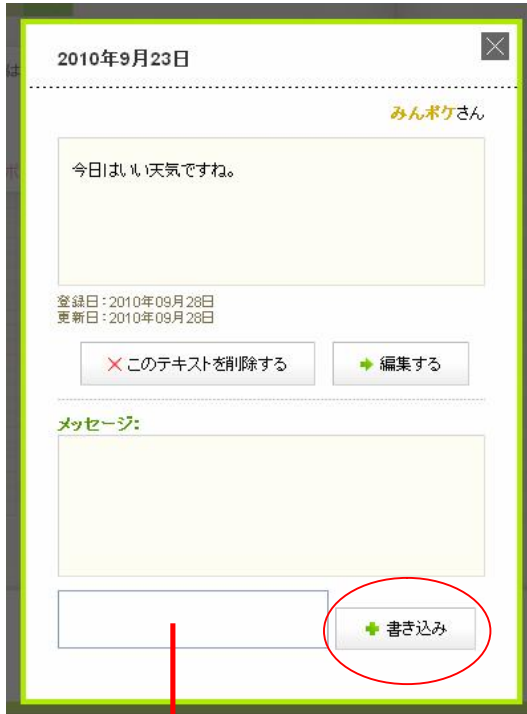 2010年9月23日
みんポケさん
今日はいい天気ですね。
登録日:2010年09月28日
更新日:2010年09月28日
このテキストを削除する
編集する
メッセージ:
書き込み